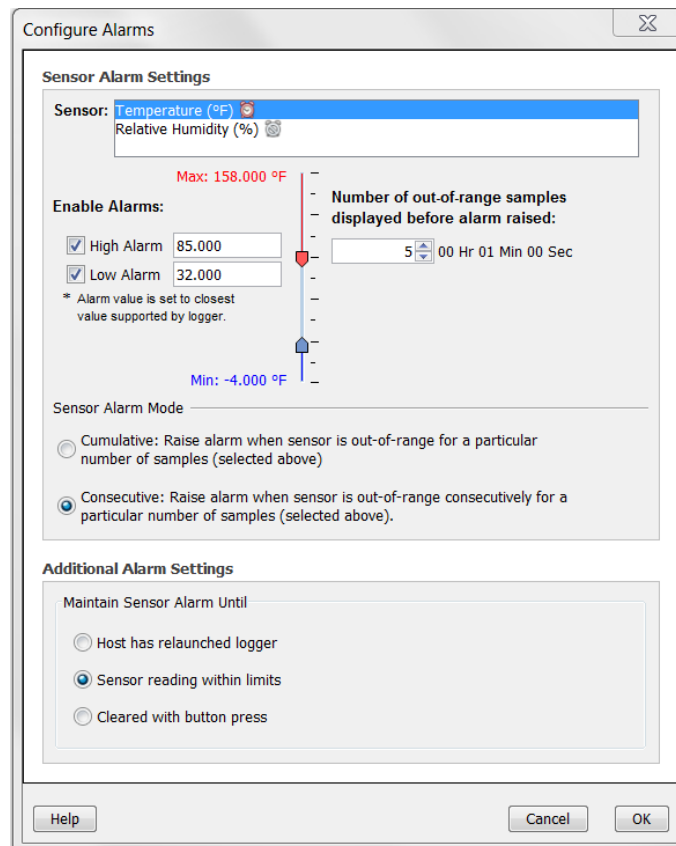 Configure Alarms
Sensor Alarm Settings
Sensor: Temperature (°F)
Relative Humidity (%)
Max: 158.000 °F
Enable Alarms:
Number of out-of-range samples
displayed before alarm raised:
High Alarm 85.000
5 00 Hr 01 Min 00 Sec
Low Alarm 32.000
* Alarm value is set to closest
value supported by logger.
Min: -4.000 °F
Sensor Alarm Mode
Cumulative: Raise alarm when sensor is out-of-range for a particular
number of samples (selected above)
Consecutive: Raise alarm when sensor is out-of-range consecutively for a
particular number of samples (selected above).
Additional Alarm Settings
Maintain Sensor Alarm Until
Host has relaunched logger
Sensor reading within limits
Cleared with button press
Help
Cancel
OK